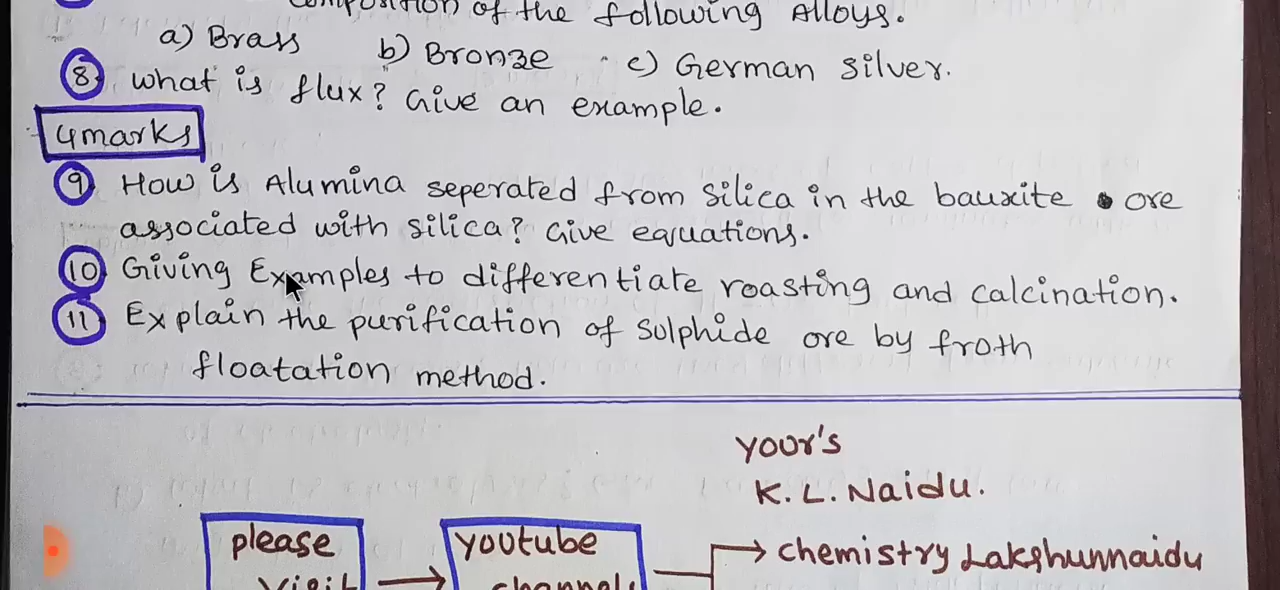 composition of the following Alloys.
a) Brass b) Bronze c) German Silver.
8 What is flux? Give an example.
4marks
9 How is Alumina seperated from Silica in the bauxite ore
associated with silica? Give equations.
10 Giving Examples to differentiate roasting and calcination.
11 Explain the purification of sulphide ore by froth
floatation method.
your's
K. L. Naidu.
please youtube → chemistry Lakshunnaidu
visit → channels